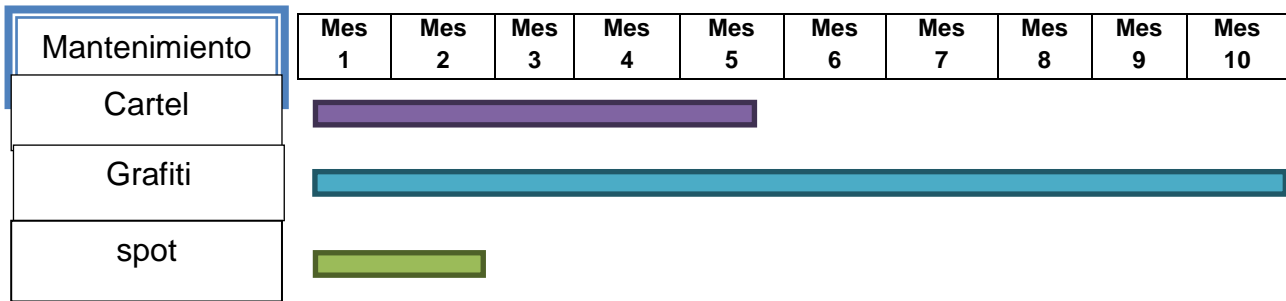 Mantenimiento
Mes Mes Mes Mes Mes Mes Mes Mes Mes Mes
1 2 3 4 5 6 7 8 9 10
Cartel
Grafiti
spot